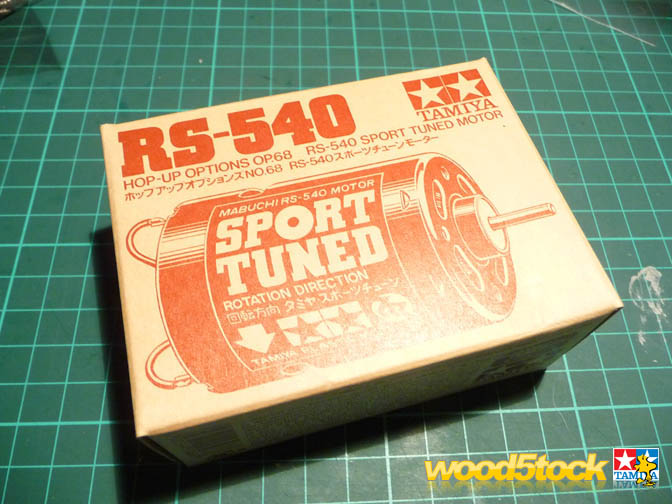 RS-540
TAMIYA
HOP-UP OPTIONS OP.68 RS-540 SPORT TUNED MOTOR
ホップアップオプションズNO.68 RS-540スポーツチューンモーター
MABUCHI RS-540 MOTOR
SPORT
TUNED
ROTATION DIRECTION
回転方向 タミヤ・スポーツチューン
TAMIYA
wood5tock
TAMIYA